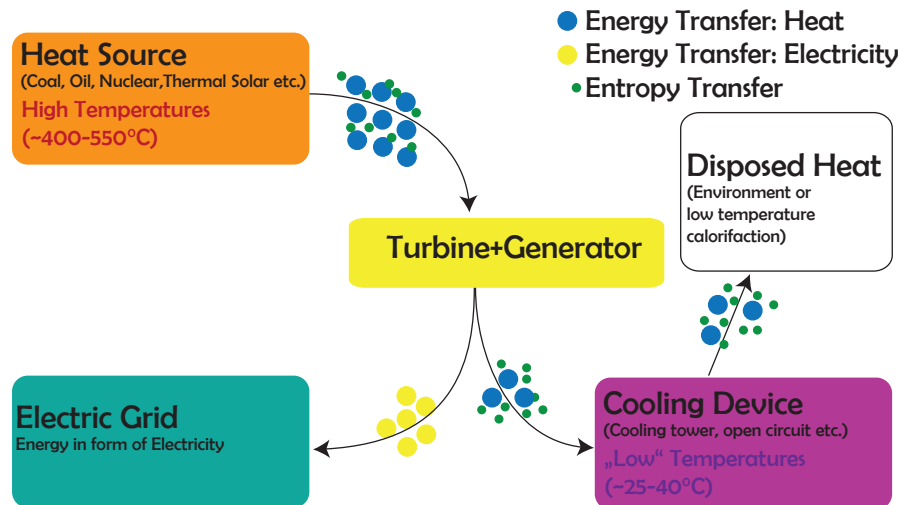 Heat Source
(Coal, Oil, Nuclear,Thermal Solar etc.)
High Temperatures
(~400-550°C)
Energy Transfer: Heat
Energy Transfer: Electricity
Entropy Transfer
Disposed Heat
(Environment or
low temperature
calorifaction)
Turbine+Generator
Electric Grid
Energy in form of Electricity
Cooling Device
(Cooling tower, open circuit etc.)
„Low“ Temperatures
(~25-40°C)